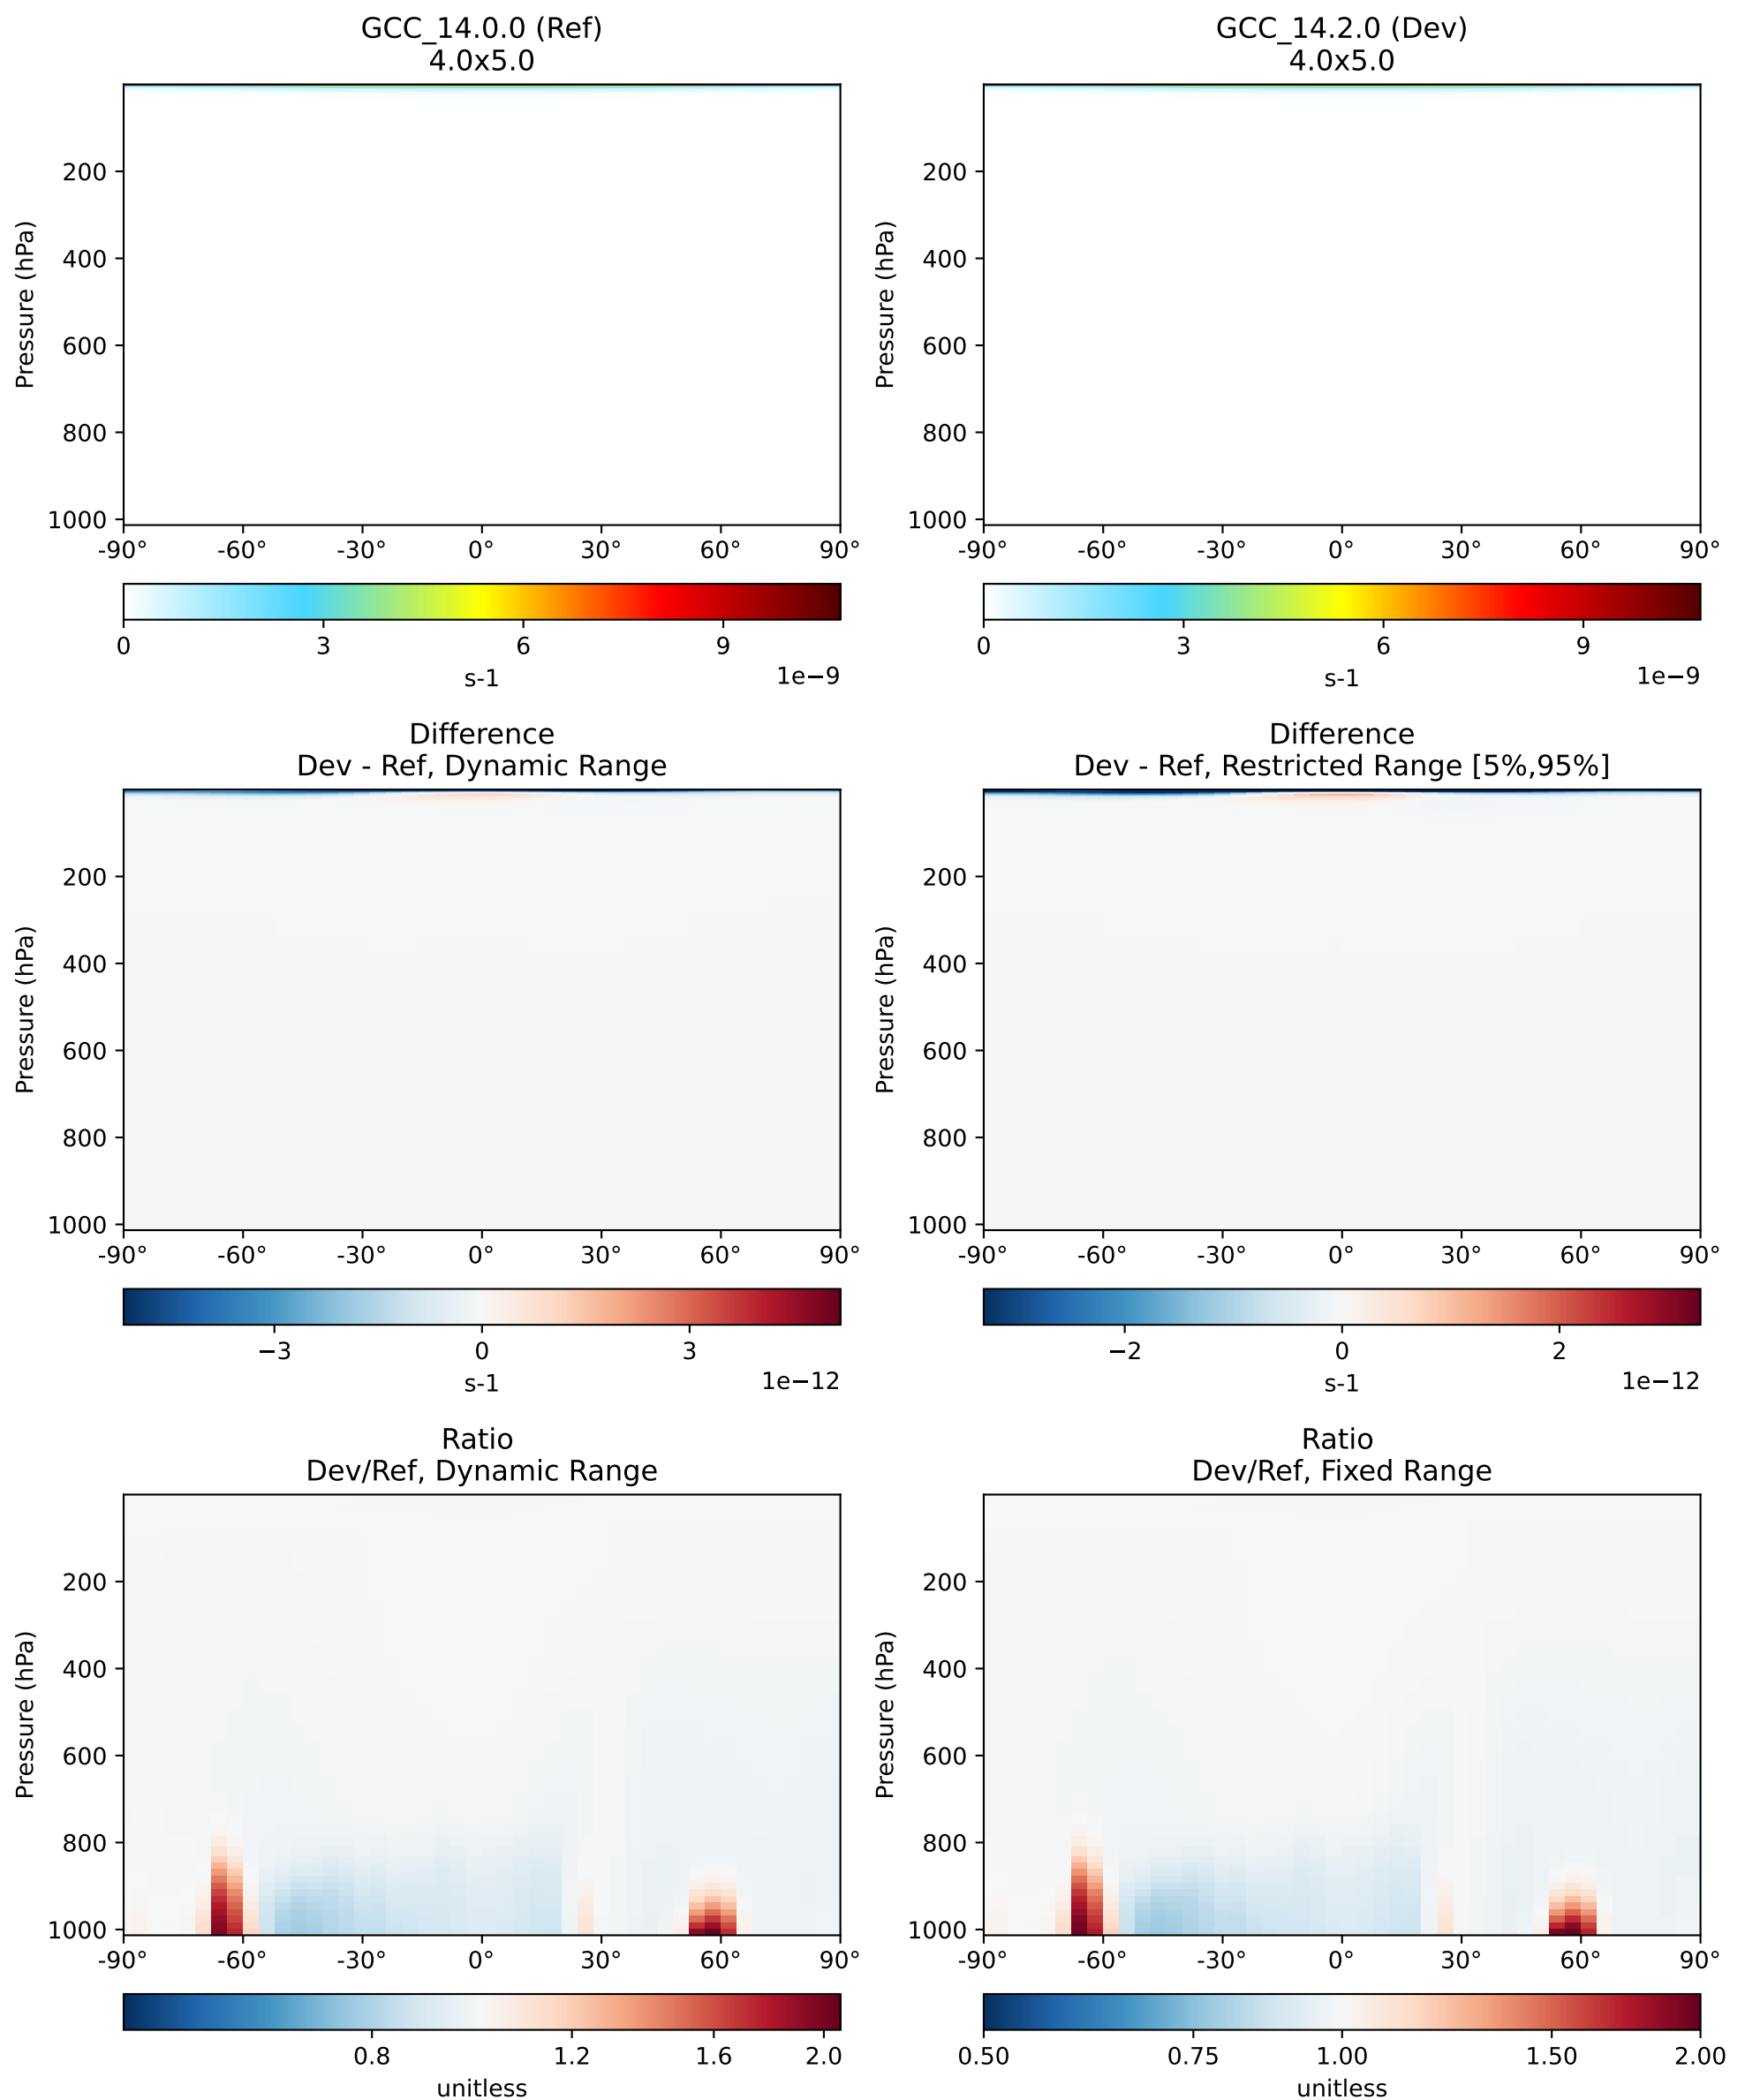 GCC_14.0.0 (Ref)
4.0x5.0
Pressure (hPa)
200
400
600
800
1000
-90° -60° -30° 0° 30° 60° 90°
0 3 6 9
s-1 1e−9
GCC_14.2.0 (Dev)
4.0x5.0
Pressure (hPa)
200
400
600
800
1000
-90° -60° -30° 0° 30° 60° 90°
0 3 6 9
s-1 1e−9
Difference
Dev - Ref, Dynamic Range
Pressure (hPa)
200
400
600
800
1000
-90° -60° -30° 0° 30° 60° 90°
−3 0 3
s-1 1e−12
Difference
Dev - Ref, Restricted Range [5%,95%]
Pressure (hPa)
200
400
600
800
1000
-90° -60° -30° 0° 30° 60° 90°
−2 0 2
s-1 1e−12
Ratio
Dev/Ref, Dynamic Range
Pressure (hPa)
200
400
600
800
1000
-90° -60° -30° 0° 30° 60° 90°
0.8 1.2 1.6 2.0
unitless
Ratio
Dev/Ref, Fixed Range
Pressure (hPa)
200
400
600
800
1000
-90° -60° -30° 0° 30° 60° 90°
0.50 0.75 1.00 1.50 2.00
unitless